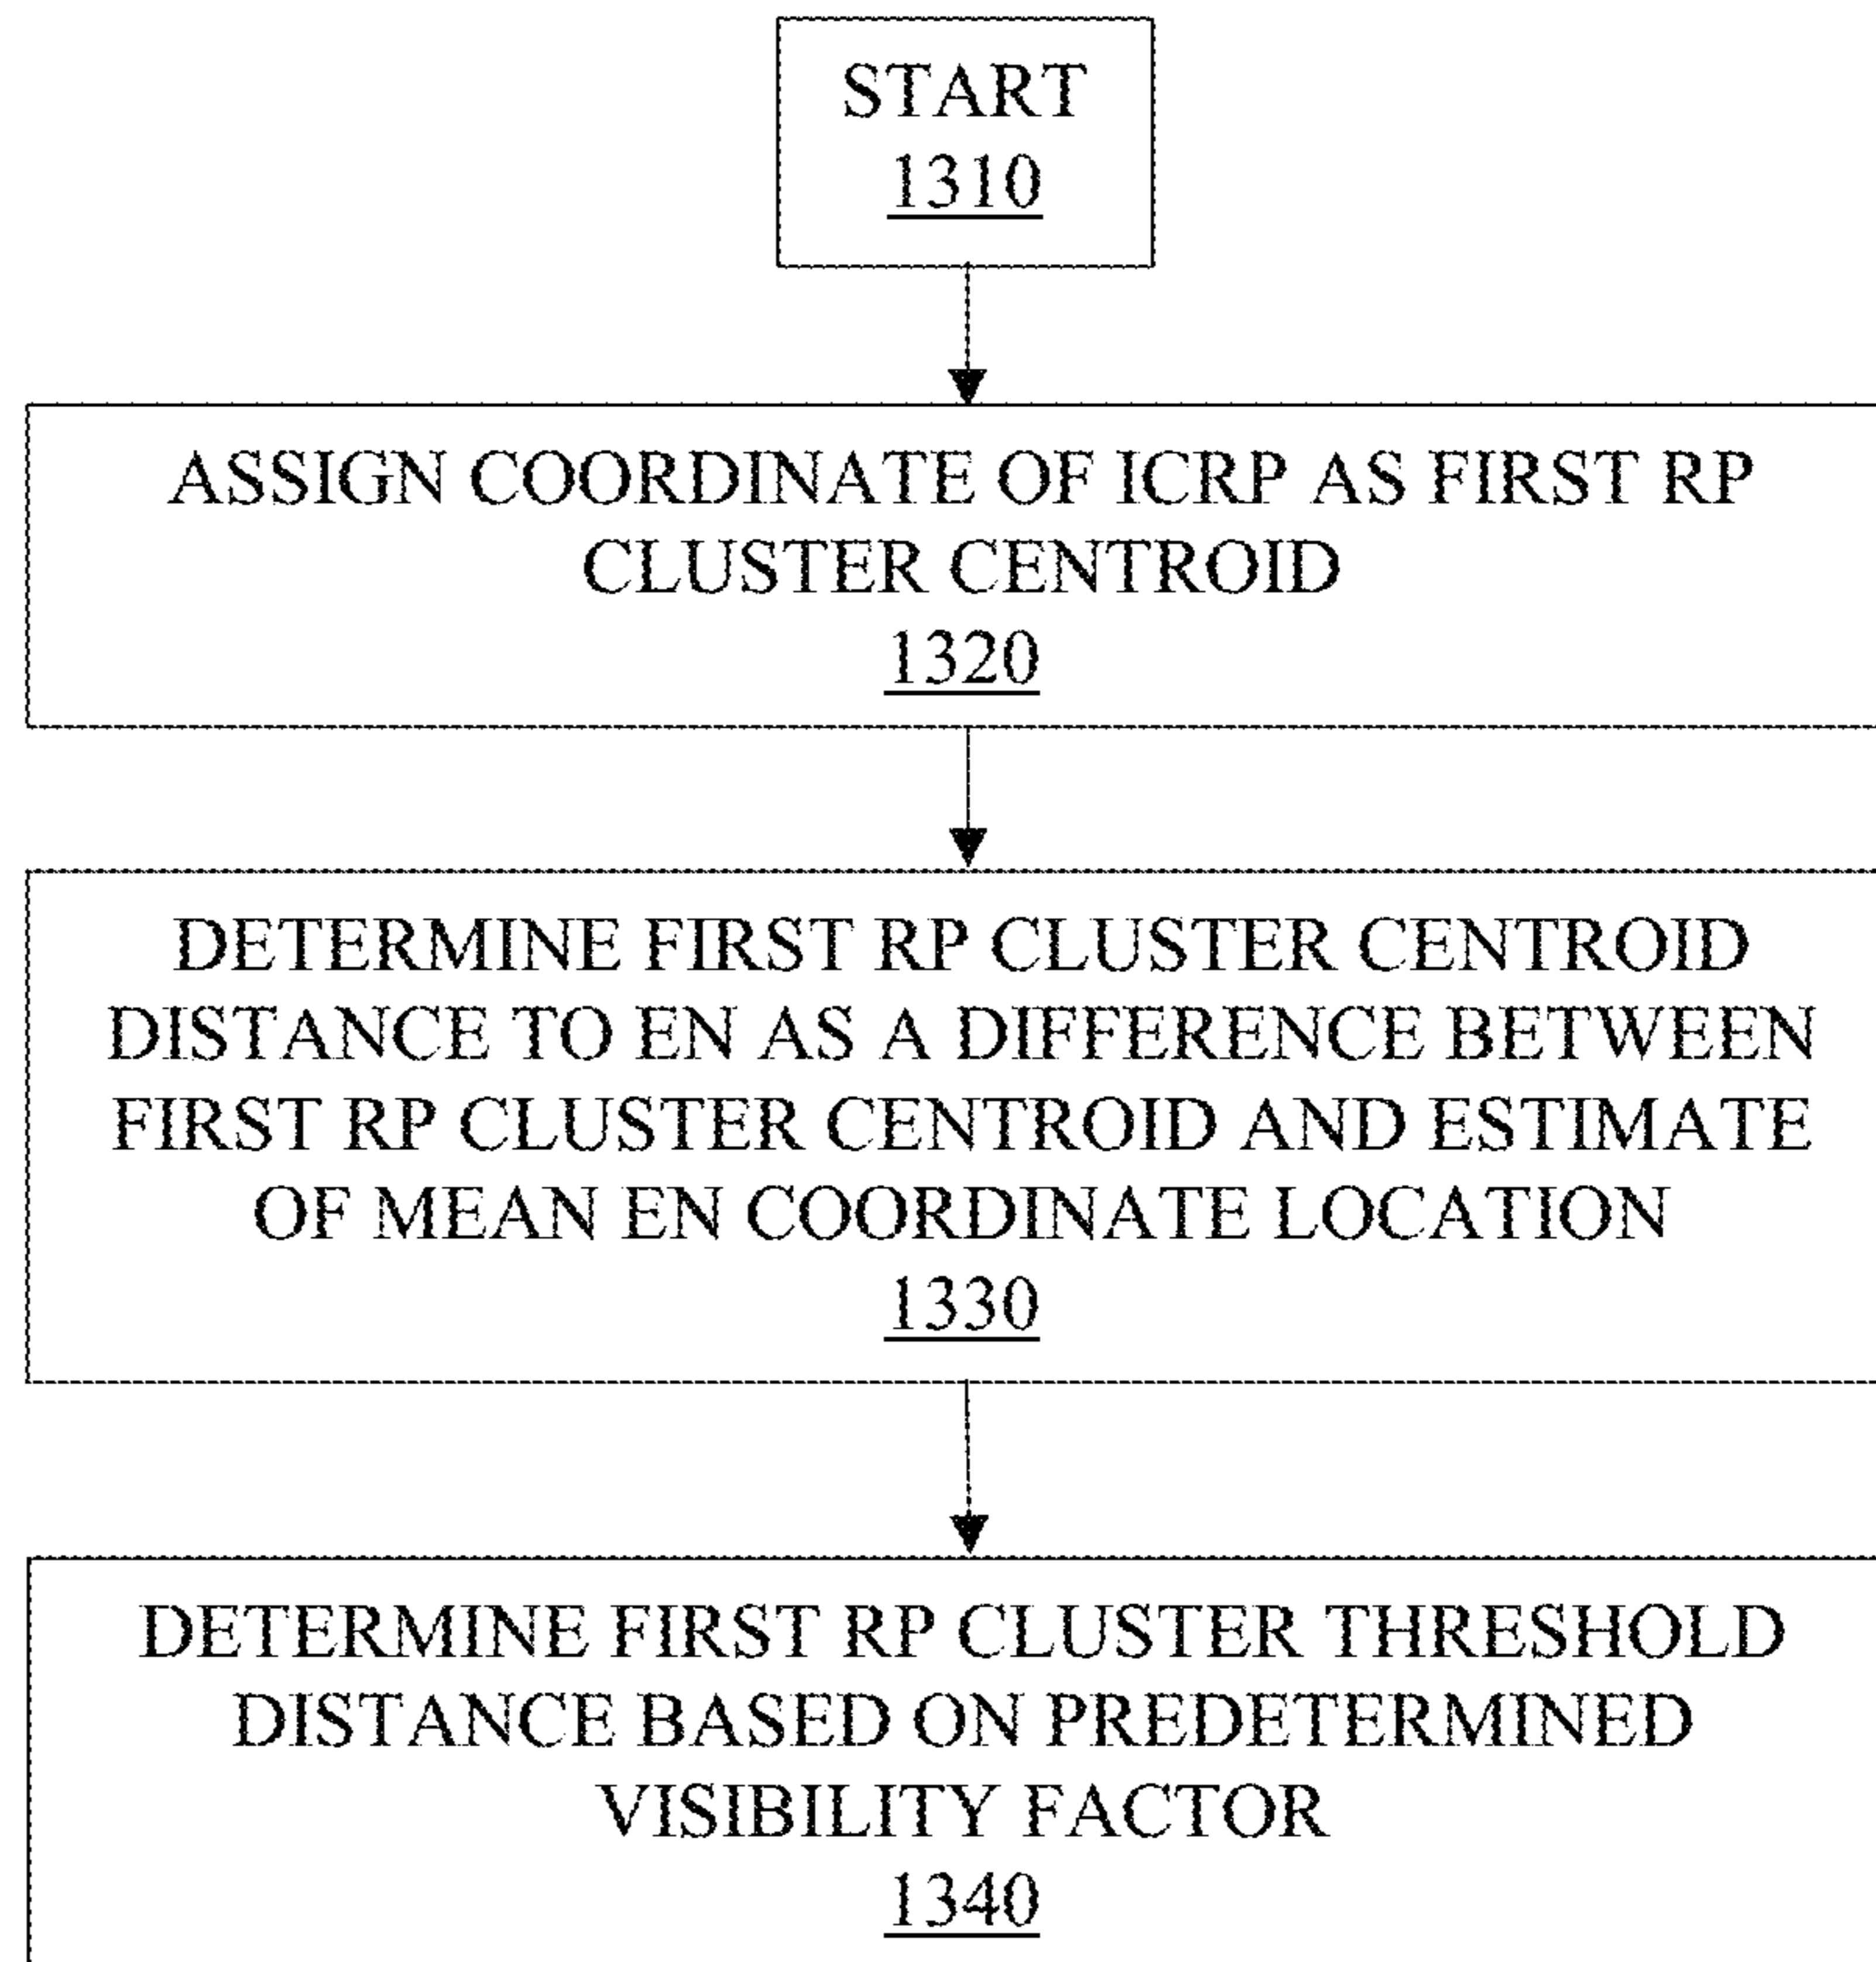 START
1310
ASSIGN COORDINATE OF ICRP AS FIRST RP
CLUSTER CENTROID
1320
DETERMINE FIRST RP CLUSTER CENTROID
DISTANCE TO EN AS A DIFFERENCE BETWEEN
FIRST RP CLUSTER CENTROID AND ESTIMATE
OF MEAN EN COORDINATE LOCATION
1330
DETERMINE FIRST RP CLUSTER THRESHOLD
DISTANCE BASED ON PREDETERMINED
VISIBILITY FACTOR
1340